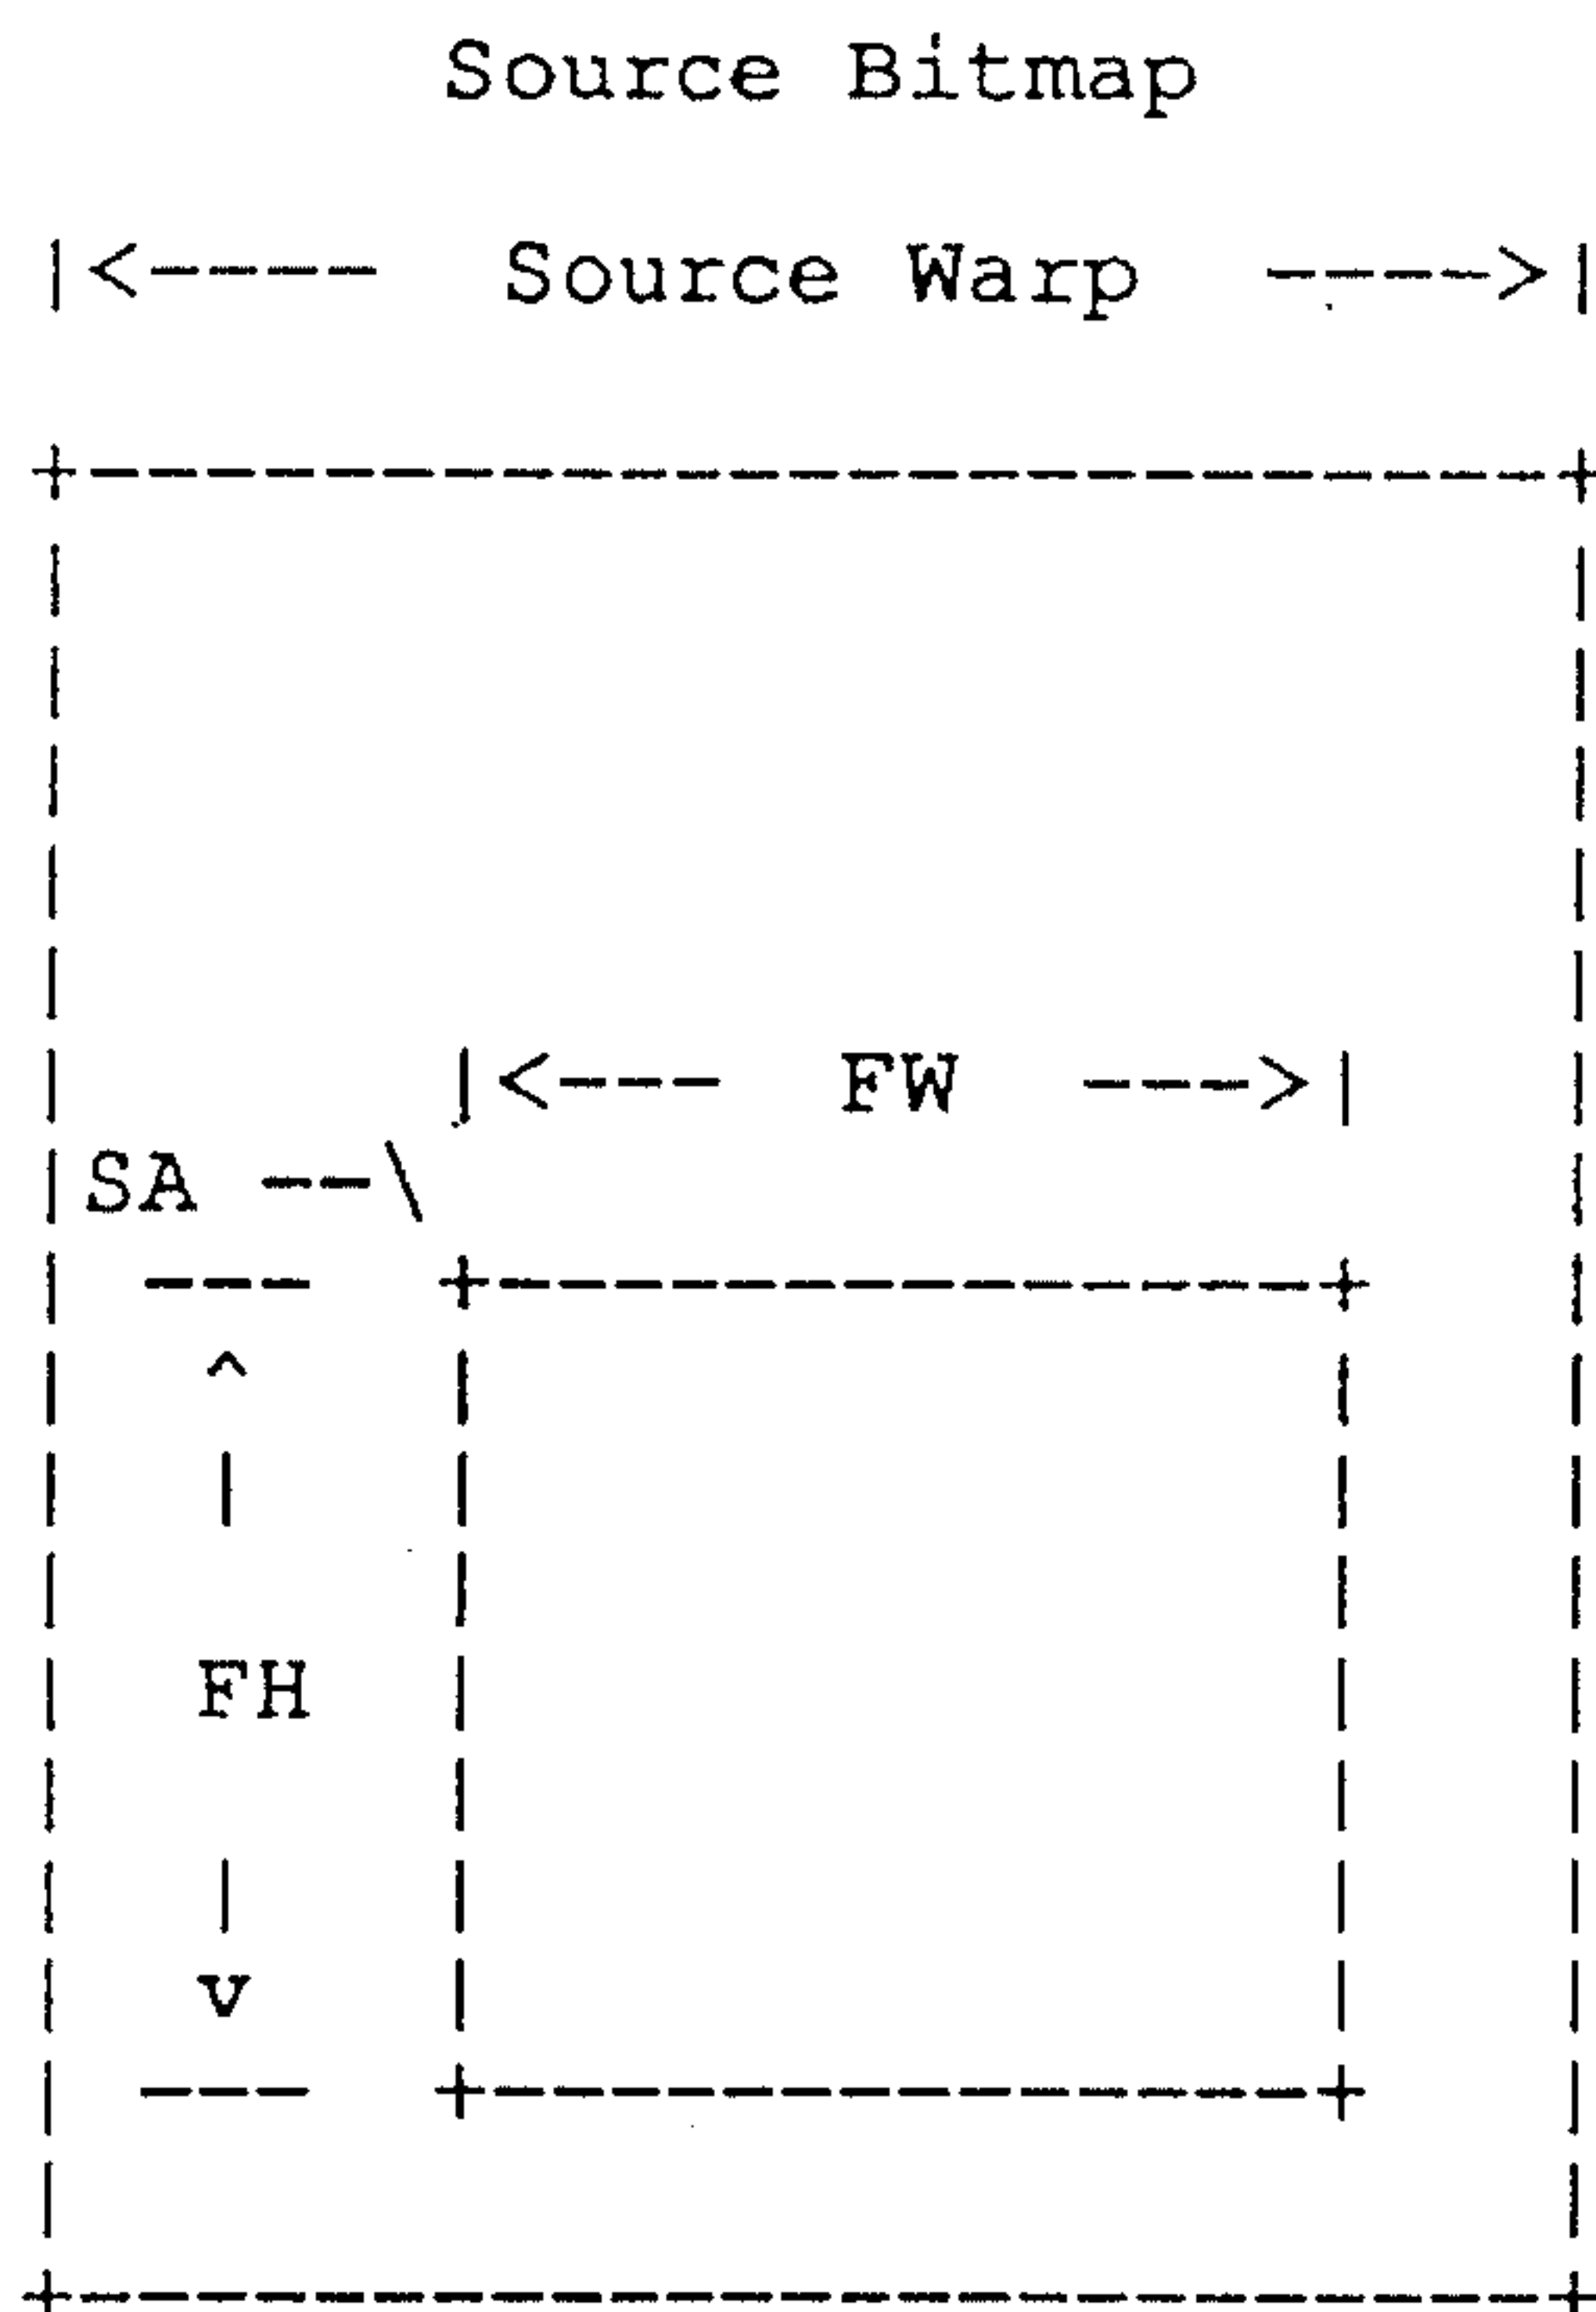 Source Bitmap
|<---- Source Warp ---->|
|<--- FW --->|
SA --\
FH